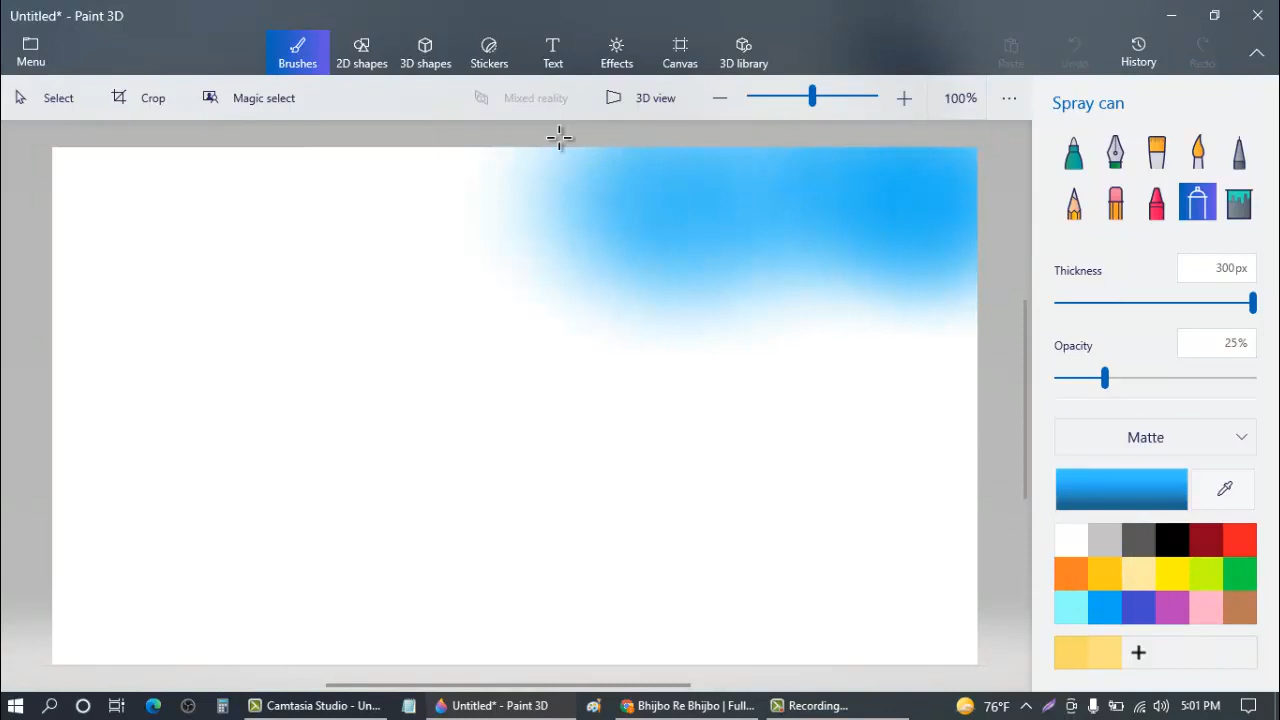 Untitled* - Paint 3D
Menu
Brushes
2D shapes
3D shapes
Stickers
Text
Effects
Canvas
3D library
Paste
Undo
History
Redo
Select
Crop
Magic select
Mixed reality
3D view
100%
Spray can
Thickness
300px
Opacity
25%
Matte
Camtasia Studio - Un...
Untitled* - Paint 3D
Bhijbo Re Bhijbo | Full...
Recording...
76°F
5:01 PM